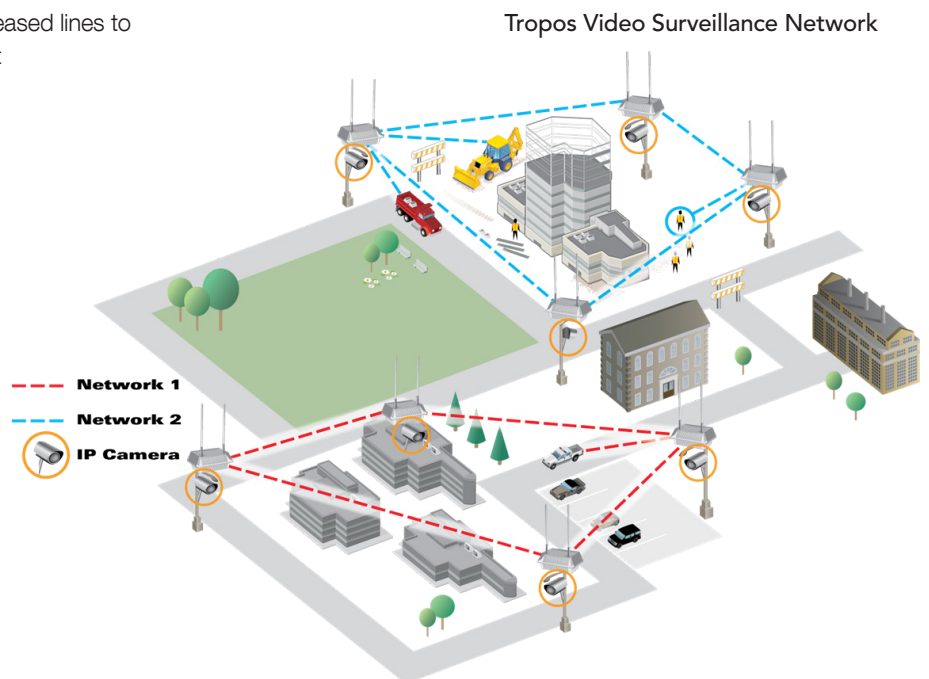 eased lines to
Tropos Video Surveillance Network
Network 1
Network 2
IP Camera